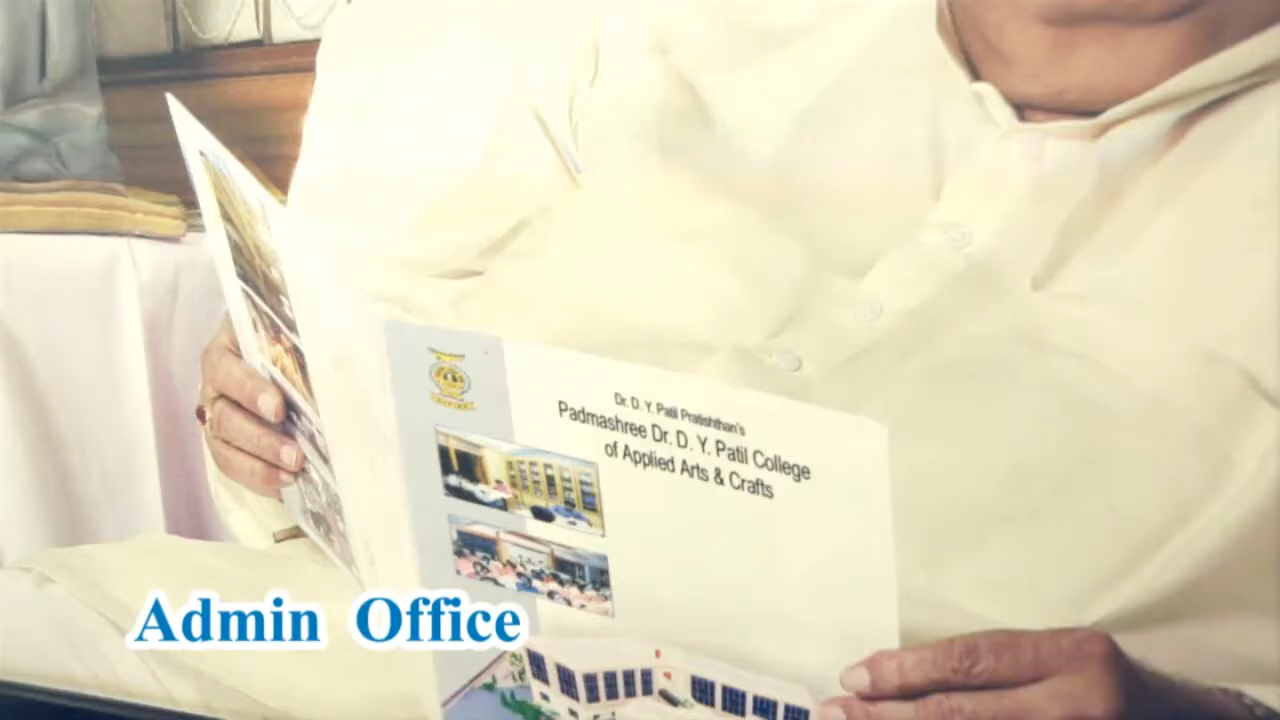 Dr. D. Y. Patil Pratishthan's
Padmashree Dr. D. Y. Patil College
of Applied Arts & Crafts
Admin Office